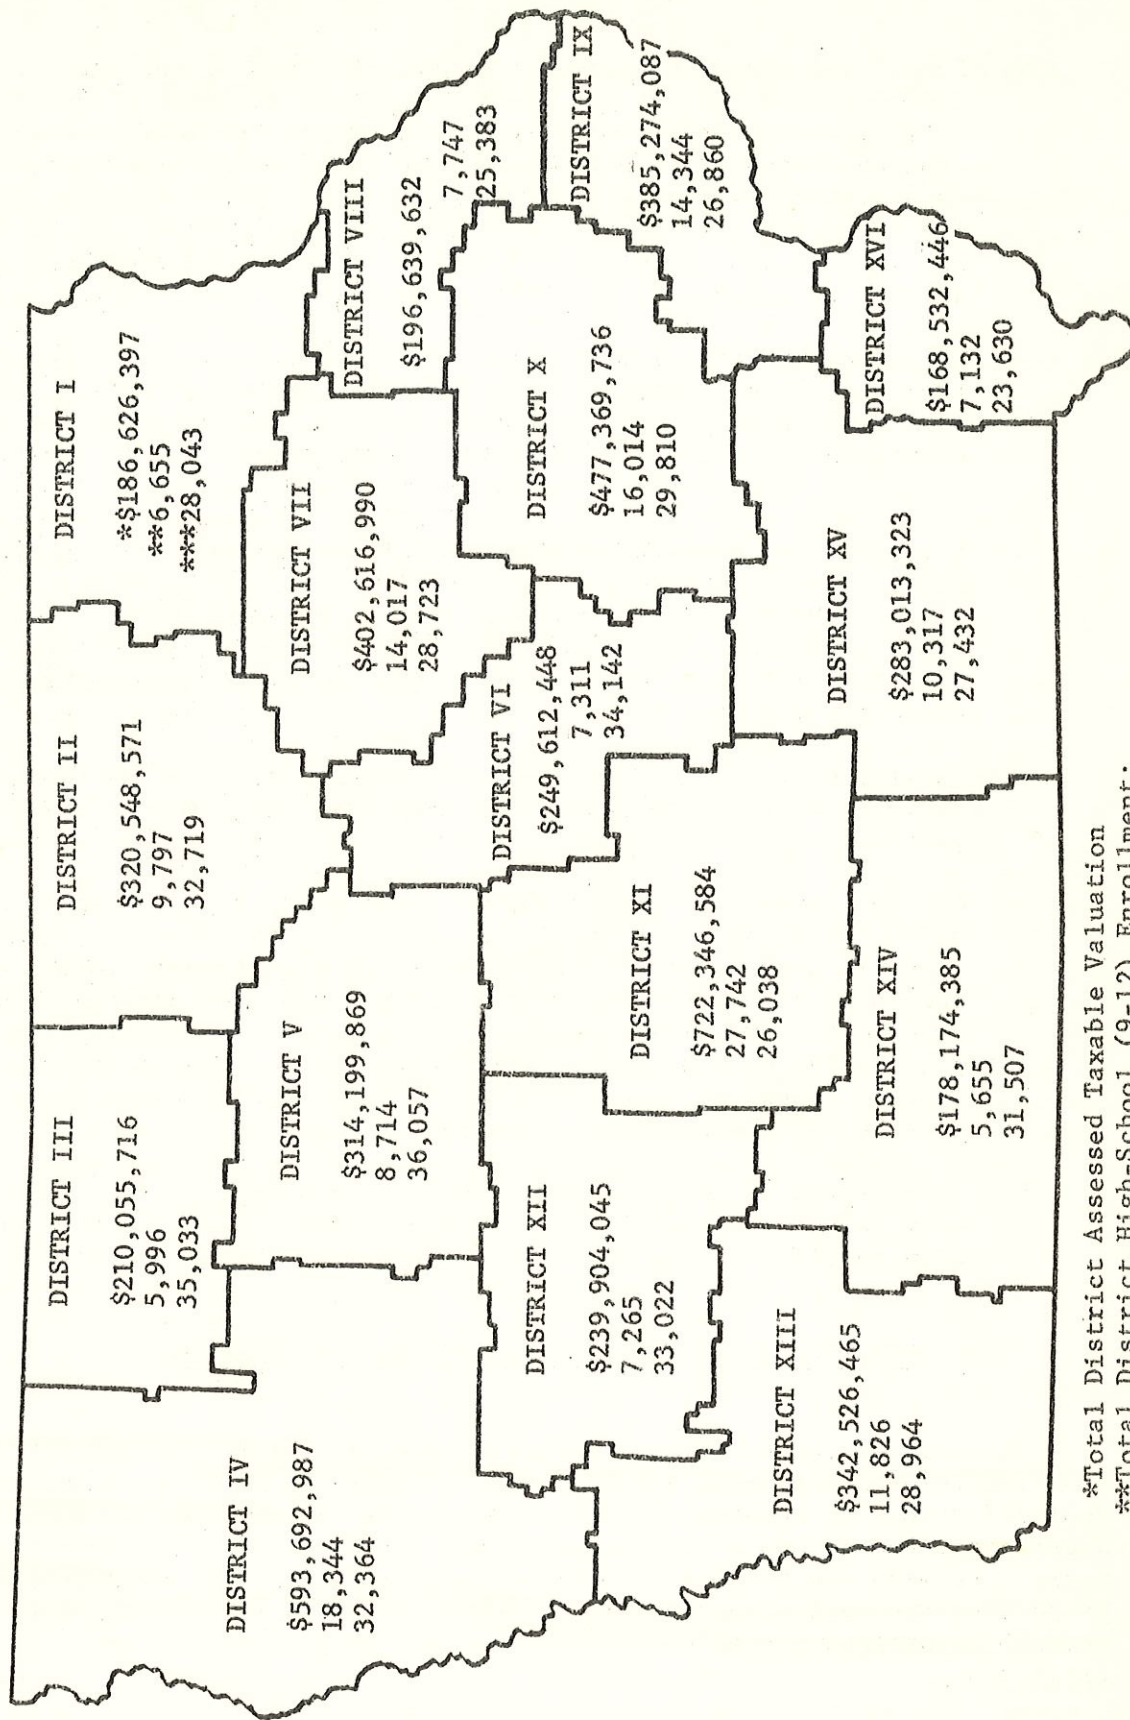 DISTRICT I
*$186,626,397
**6,655
***28,043
DISTRICT II
$320,548,571
9,797
32,719
DISTRICT III
$210,055,716
5,996
35,033
DISTRICT IV
$593,692,987
18,344
32,364
DISTRICT V
$314,199,869
8,714
36,057
DISTRICT VI
$249,612,448
7,311
34,142
DISTRICT VII
$402,616,990
14,017
28,723
DISTRICT VIII
$196,639,632
7,747
25,383
DISTRICT IX
$385,274,087
14,344
26,860
DISTRICT X
$477,369,736
16,014
29,810
DISTRICT XI
$722,346,584
27,742
26,038
DISTRICT XII
$239,904,045
7,265
33,022
DISTRICT XIII
$342,526,465
11,826
28,964
DISTRICT XIV
$178,174,385
5,655
31,507
DISTRICT XV
$283,013,323
10,317
27,432
DISTRICT XVI
$168,532,446
7,132
23,630
*Total District Assessed Taxable Valuation
**Total District High-School (9-12) Enrollment.